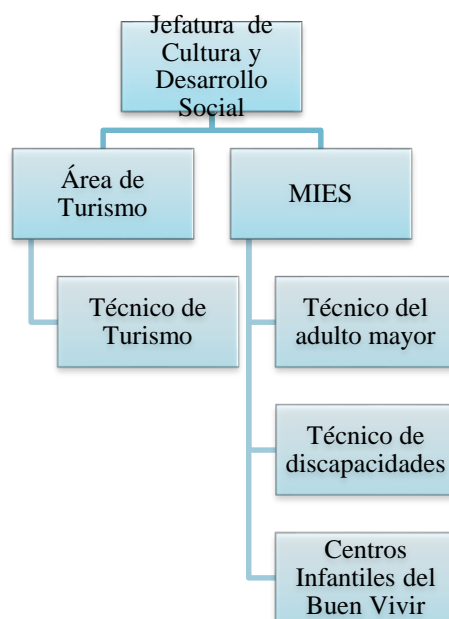 Jefatura de
Cultura y
Desarrollo
Social
Área de
Turismo
MIES
Técnico de
Turismo
Técnico del
adulto mayor
Técnico de
discapacidades
Centros
Infantiles del
Buen Vivir